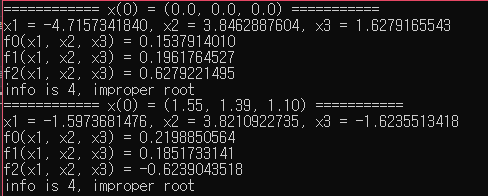 ============ x(0) = (0.0, 0.0, 0.0) ===========
x1 = -4.7157341840, x2 = 3.8462887604, x3 = 1.6279165543
f0(x1, x2, x3) = 0.1537914010
f1(x1, x2, x3) = 0.1961764527
f2(x1, x2, x3) = 0.6279221495
info is 4, improper root
============ x(0) = (1.55, 1.39, 1.10) ===========
x1 = -1.5973681476, x2 = 3.8210922735, x3 = -1.6235513418
f0(x1, x2, x3) = 0.2198850564
f1(x1, x2, x3) = 0.1851733141
f2(x1, x2, x3) = -0.6239043518
info is 4, improper root